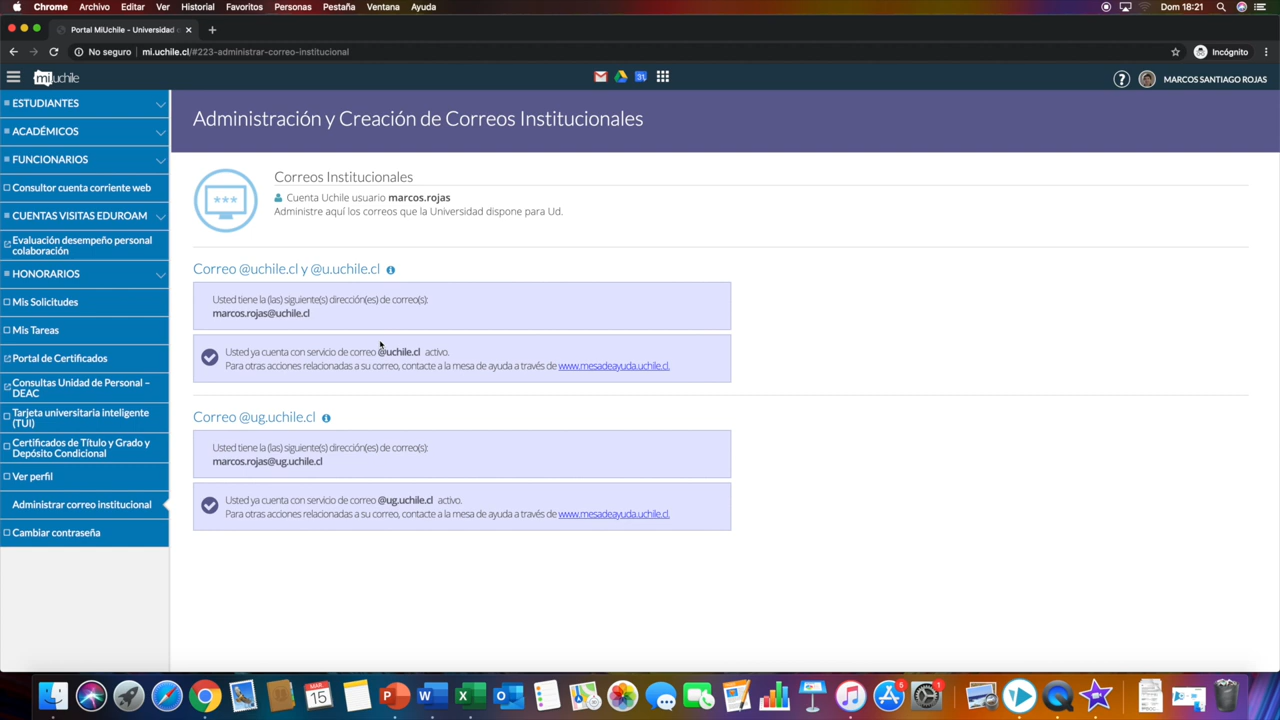 Chrome Archivo Editar Ver Historial Favoritos Personas Pestaña Ventana Ayuda Dom 18:21
Portal MiUchile - Universidad
No seguro mi.uchile.cl/#223-administrar-correo-institucional Incógnito
mi uchile 31 ? MARCOS SANTIAGO ROJAS
ESTUDIANTES
ACADÉMICOS
FUNCIONARIOS
Consultor cuenta corriente web
CUENTAS VISITAS EDUROAM
Evaluación desempeño personal
colaboración
HONORARIOS
Mis Solicitudes
Mis Tareas
Portal de Certificados
Consultas Unidad de Personal –
DEAC
Tarjeta universitaria inteligente
(TUI)
Certificados de Título y Grado y
Depósito Condicional
Ver perfil
Administrar correo institucional
Cambiar contraseña
Administración y Creación de Correos Institucionales
***
Correos Institucionales
Cuenta Uchile usuario marcos.rojas
Administre aquí los correos que la Universidad dispone para Ud.
Correo @uchile.cl y @u.uchile.cl
Usted tiene la (las) siguiente(s) dirección(es) de correo(s):
marcos.rojas@uchile.cl
Usted ya cuenta con servicio de correo @uchile.cl activo.
Para otras acciones relacionadas a su correo, contacte a la mesa de ayuda a través de www.mesadeayuda.uchile.cl.
Correo @ug.uchile.cl
Usted tiene la (las) siguiente(s) dirección(es) de correo(s):
marcos.rojas@ug.uchile.cl
Usted ya cuenta con servicio de correo @ug.uchile.cl activo.
Para otras acciones relacionadas a su correo, contacte a la mesa de ayuda a través de www.mesadeayuda.uchile.cl.
MAR
15
P W X O